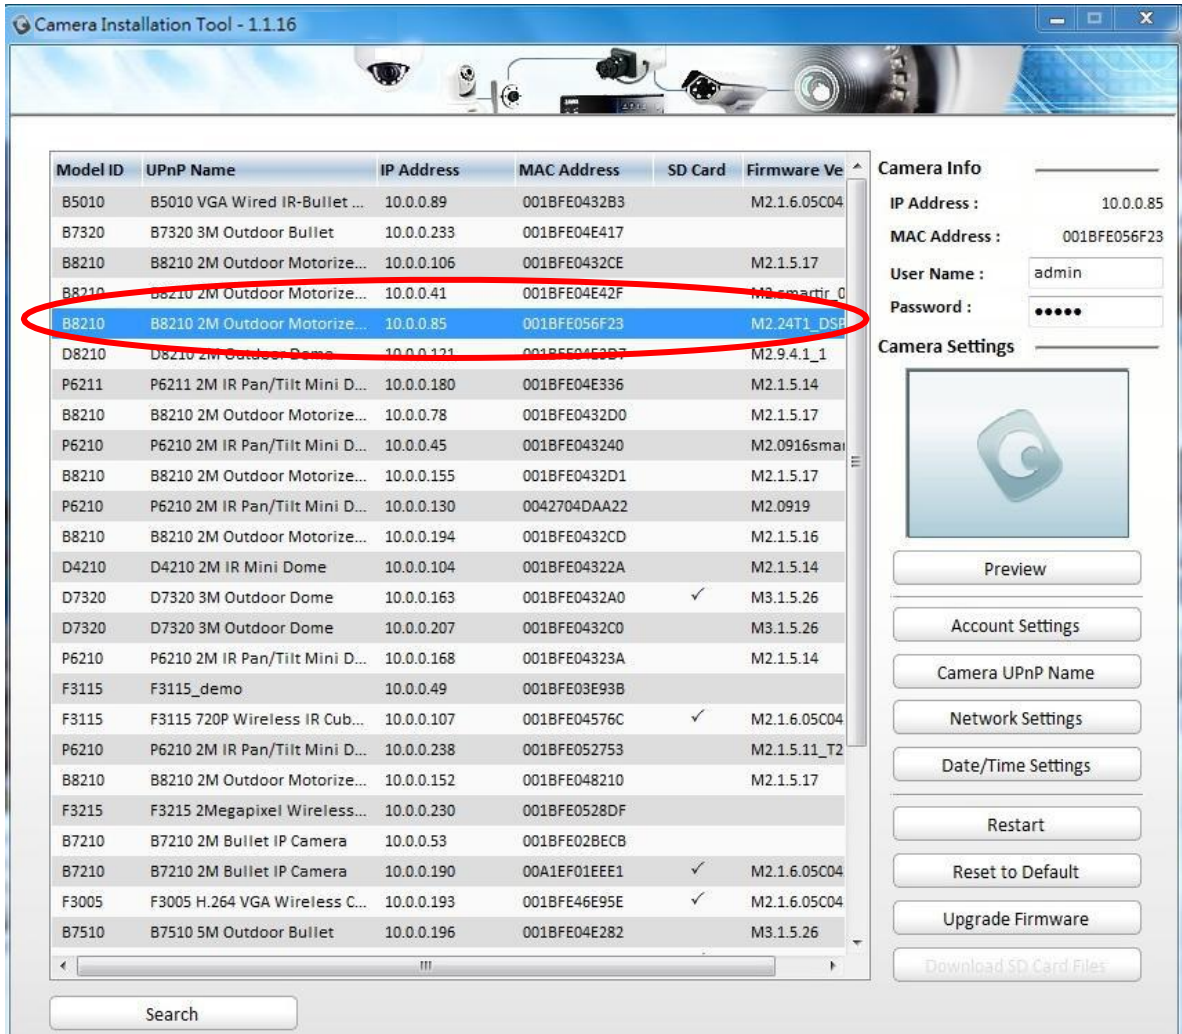 Camera Installation Tool - 1.1.16
Model ID UPnP Name IP Address MAC Address SD Card Firmware Ve
B5010 B5010 VGA Wired IR-Bullet ... 10.0.0.89 001BFE0432B3 M2.1.6.05C04
B7320 B7320 3M Outdoor Bullet 10.0.0.233 001BFE04E417
B8210 B8210 2M Outdoor Motorize... 10.0.0.106 001BFE0432CE M2.1.5.17
B8210 B8210 2M Outdoor Motorize... 10.0.0.41 001BFE04E42F M2.smartir_0
B8210 B8210 2M Outdoor Motorize... 10.0.0.85 001BFE056F23 M2.24T1_DSP
D8210 D8210 2M Outdoor Dome 10.0.0.121 001BFE04E3D7 M2.9.4.1_1
P6211 P6211 2M IR Pan/Tilt Mini D... 10.0.0.180 001BFE04E336 M2.1.5.14
B8210 B8210 2M Outdoor Motorize... 10.0.0.78 001BFE0432D0 M2.1.5.17
P6210 P6210 2M IR Pan/Tilt Mini D... 10.0.0.45 001BFE043240 M2.0916smar
B8210 B8210 2M Outdoor Motorize... 10.0.0.155 001BFE0432D1 M2.1.5.17
P6210 P6210 2M IR Pan/Tilt Mini D... 10.0.0.130 0042704DAA22 M2.0919
B8210 B8210 2M Outdoor Motorize... 10.0.0.194 001BFE0432CD M2.1.5.16
D4210 D4210 2M IR Mini Dome 10.0.0.104 001BFE04322A M2.1.5.14
D7320 D7320 3M Outdoor Dome 10.0.0.163 001BFE0432A0 ✓ M3.1.5.26
D7320 D7320 3M Outdoor Dome 10.0.0.207 001BFE0432C0 M3.1.5.26
P6210 P6210 2M IR Pan/Tilt Mini D... 10.0.0.168 001BFE04323A M2.1.5.14
F3115 F3115_demo 10.0.0.49 001BFE03E93B
F3115 F3115 720P Wireless IR Cub... 10.0.0.107 001BFE04576C ✓ M2.1.6.05C04
P6210 P6210 2M IR Pan/Tilt Mini D... 10.0.0.238 001BFE052753 M2.1.5.11_T2
B8210 B8210 2M Outdoor Motorize... 10.0.0.152 001BFE048210 M2.1.5.17
F3215 F3215 2Megapixel Wireless... 10.0.0.230 001BFE0528DF
B7210 B7210 2M Bullet IP Camera 10.0.0.53 001BFE02BECB
B7210 B7210 2M Bullet IP Camera 10.0.0.190 00A1EF01EEE1 ✓ M2.1.6.05C04
F3005 F3005 H.264 VGA Wireless C... 10.0.0.193 001BFE46E95E ✓ M2.1.6.05C04
B7510 B7510 5M Outdoor Bullet 10.0.0.196 001BFE04E282 M3.1.5.26
Search
Camera Info
IP Address : 10.0.0.85
MAC Address : 001BFE056F23
User Name : admin
Password : •••••
Camera Settings
Preview
Account Settings
Camera UPnP Name
Network Settings
Date/Time Settings
Restart
Reset to Default
Upgrade Firmware
Download SD Card Files